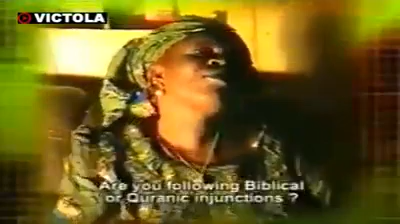 VICTOLA
Are you following Biblical
or Quranic injunctions ?